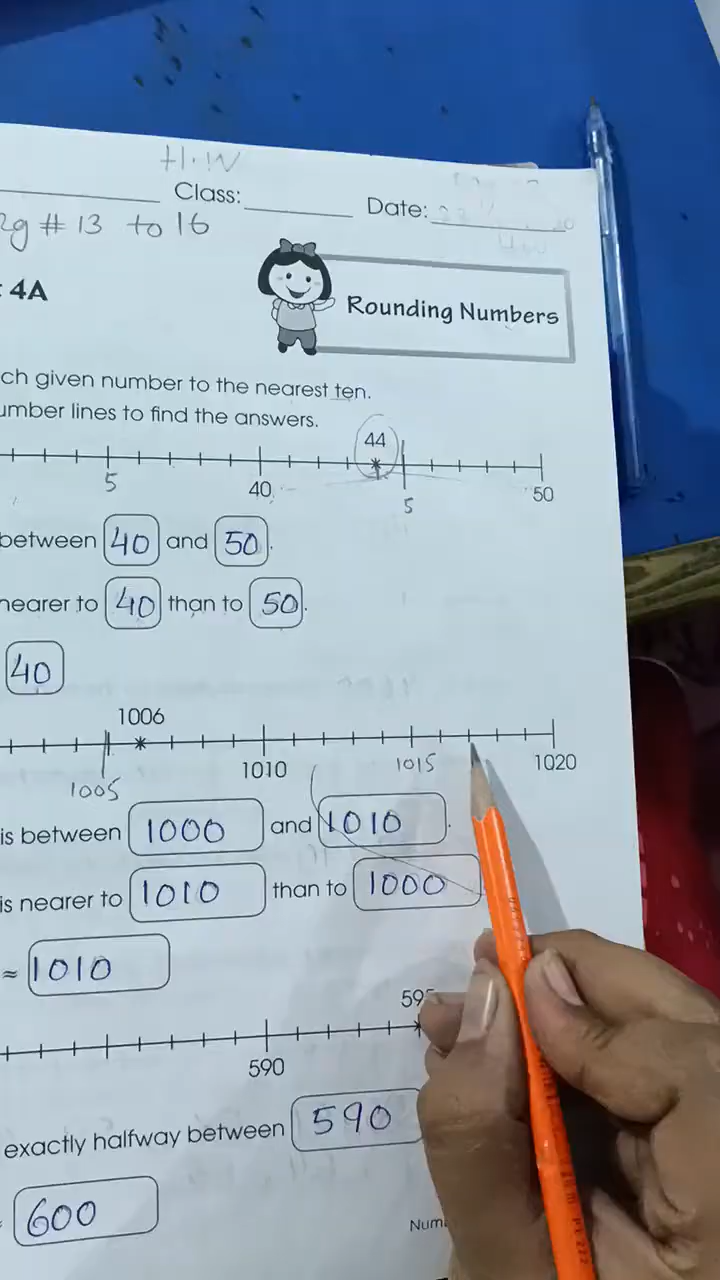 H.W
Class: Date:
2g # 13 to 16
4A
Rounding Numbers
ch given number to the nearest ten.
umber lines to find the answers.
44
5 40 5 50
between 40 and 50.
nearer to 40 than to 50.
40
1006
1005 1010 1015 1020
is between 1000 and 1010.
is nearer to 1010 than to 1000
≈ 1010
595
590
exactly halfway between 590
600
Num